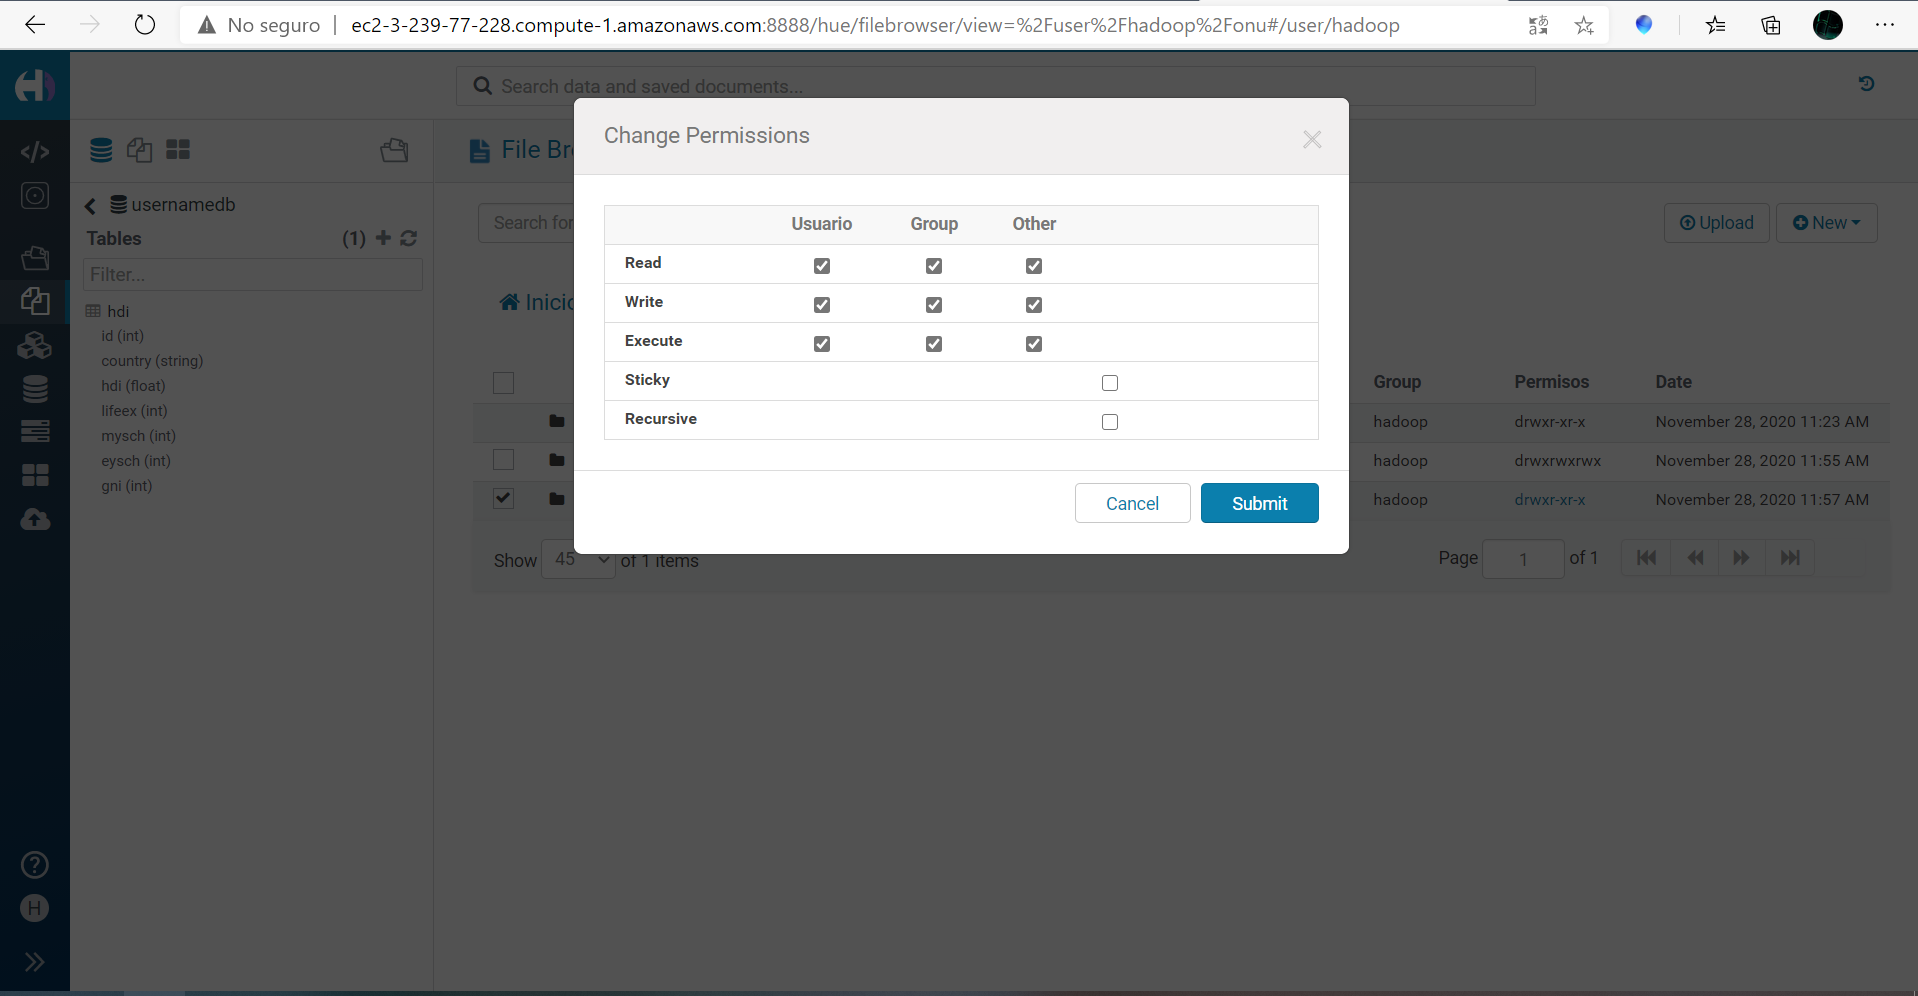 No seguro | ec2-3-239-77-228.compute-1.amazonaws.com:8888/hue/filebrowser/view=%2Fuser%2Fhadoop%2Fonu#/user/hadoop
Search data and saved documents...
Change Permissions
File Br
usernamedb
Tables (1)
Filter...
hdi
id (int)
country (string)
hdi (float)
lifeex (int)
mysch (int)
eysch (int)
gni (int)
Search for
Upload
New
Inicio
Usuario Group Other
Read
Write
Execute
Sticky
Recursive
Cancel Submit
Group Permisos Date
hadoop drwxr-xr-x November 28, 2020 11:23 AM
hadoop drwxrwxrwx November 28, 2020 11:55 AM
hadoop drwxr-xr-x November 28, 2020 11:57 AM
Show 45 of 1 items
Page 1 of 1
H